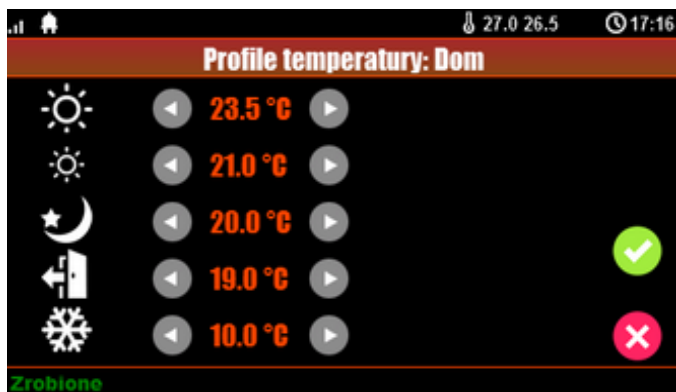 27.0 26.5 17:16
Profile temperatury: Dom
23.5 °C
21.0 °C
20.0 °C
19.0 °C
10.0 °C
Zrobione